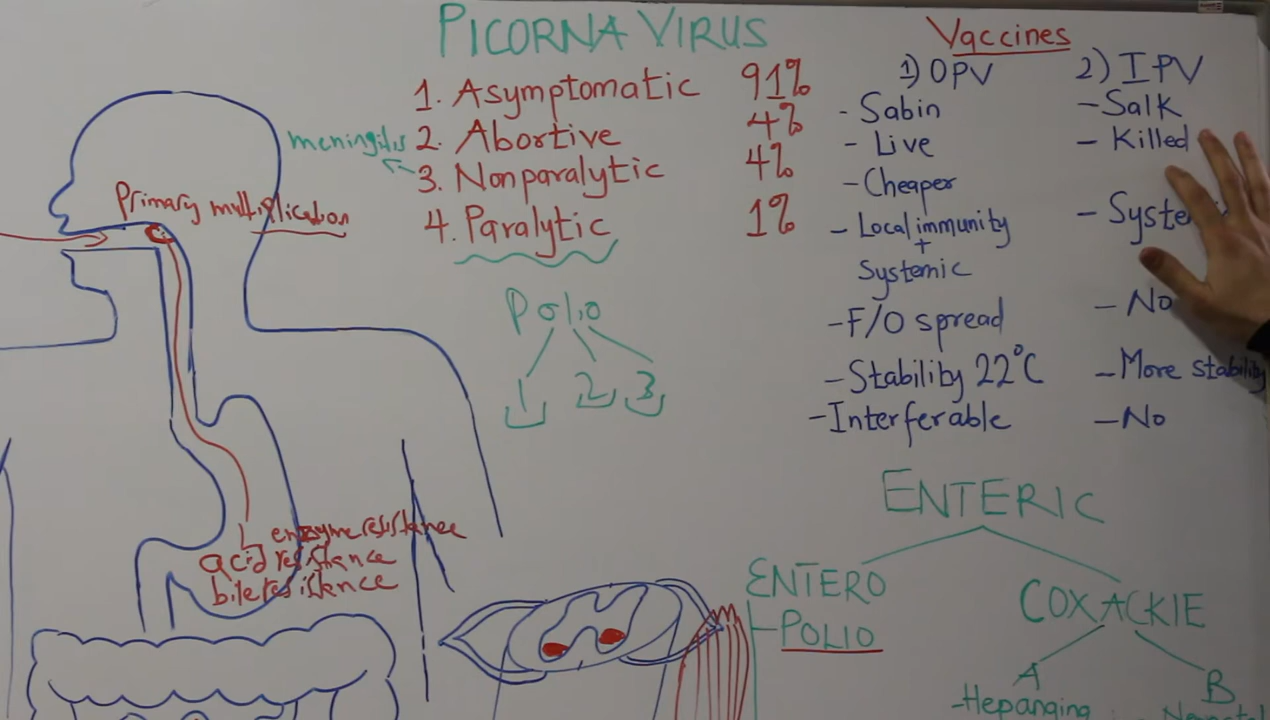 PICORNA VIRUS
1. Asymptomatic 91%
2. Abortive 4%
3. Nonparalytic 4%
4. Paralytic 1%
meningitis
Polio
1 2 3
Primary multiplication
enzyme resistance
acid resistance
bile resistence
Vaccines
1) OPV
- Sabin
- Live
- Cheaper
- Local immunity
+
Systemic
- F/O spread
- Stability 22°C
- Interferable
2) IPV
- Salk
- Killed
- Syste
- No
- More stability
- No
ENTERIC
ENTERO
POLIO
COXACKIE
A
B